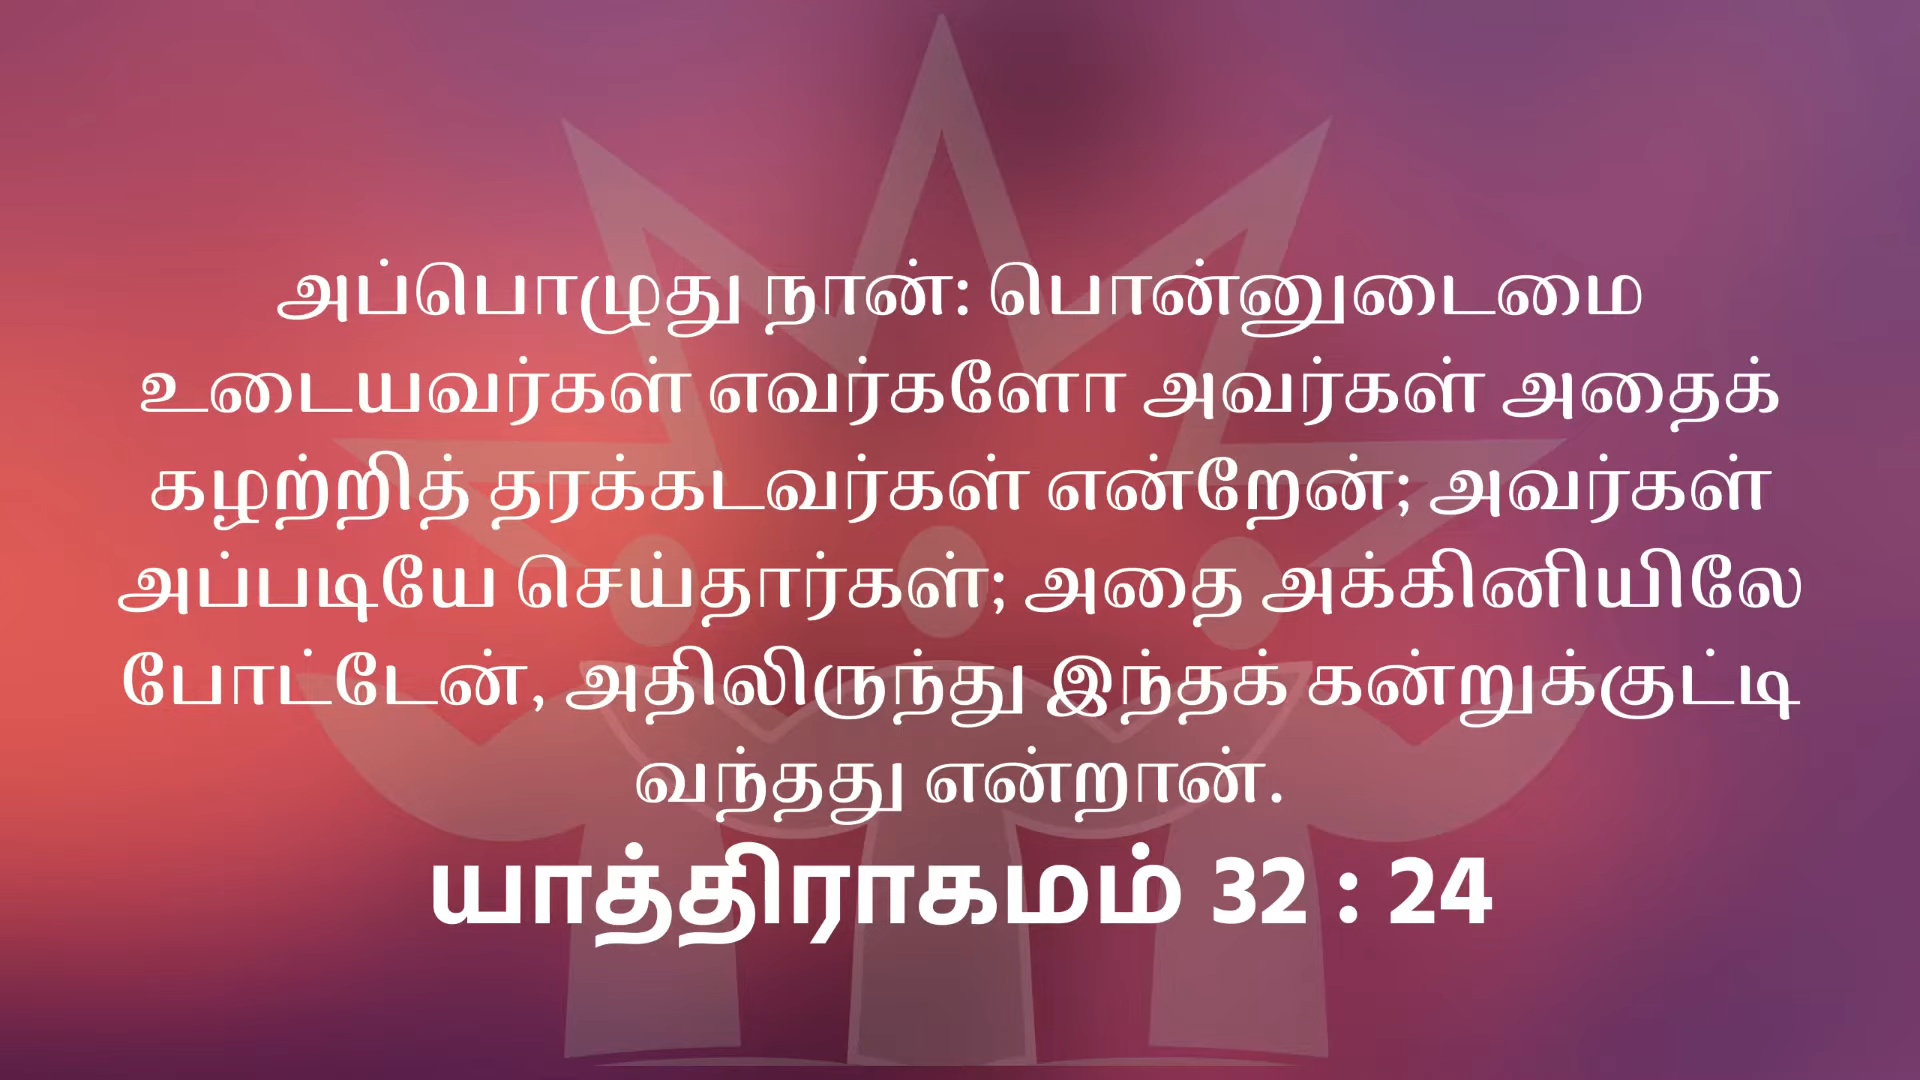 அப்பொழுது நான்: பொன்னுடைமை
உடையவர்கள் எவர்களோ அவர்கள் அதைக்
கழற்றித் தரக்கடவர்கள் என்றேன்; அவர்கள்
அப்படியே செய்தார்கள்; அதை அக்கினியிலே
போட்டேன், அதிலிருந்து இந்தக் கன்றுக்குட்டி
வந்தது என்றான்.
யாத்திராகமம் 32 : 24